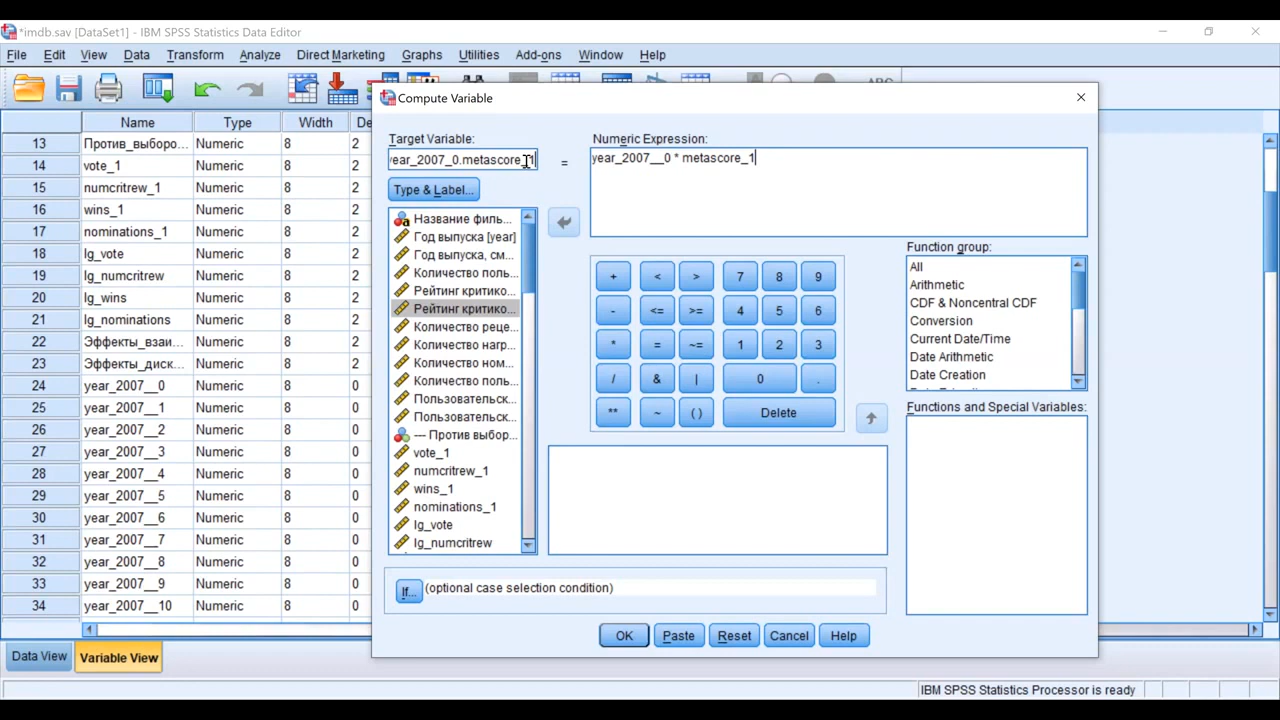 *imdb.sav [DataSet1] - IBM SPSS Statistics Data Editor
File Edit View Data Transform Analyze Direct Marketing Graphs Utilities Add-ons Window Help
Name Type Width
13 Против_выборо... Numeric 8 2
14 vote_1 Numeric 8 2
15 numcritrew_1 Numeric 8 2
16 wins_1 Numeric 8 2
17 nominations_1 Numeric 8 2
18 lg_vote Numeric 8 2
19 lg_numcritrew Numeric 8 2
20 lg_wins Numeric 8 2
21 lg_nominations Numeric 8 2
22 Эффекты_взаи... Numeric 8 2
23 Эффекты_диск... Numeric 8 2
24 year_2007__0 Numeric 8 0
25 year_2007__1 Numeric 8 0
26 year_2007__2 Numeric 8 0
27 year_2007__3 Numeric 8 0
28 year_2007__4 Numeric 8 0
29 year_2007__5 Numeric 8 0
30 year_2007__6 Numeric 8 0
31 year_2007__7 Numeric 8 0
32 year_2007__8 Numeric 8 0
33 year_2007__9 Numeric 8 0
34 year_2007__10 Numeric 8 0
Data View Variable View
IBM SPSS Statistics Processor is ready
Compute Variable
Target Variable:
year_2007_0.metascore_1
=
Numeric Expression:
year_2007__0 * metascore_1
Type & Label...
Название филь...
Год выпуска [year]
Год выпуска, см...
Количество поль...
Рейтинг критико...
Рейтинг критико...
Количество реце...
Количество нагр...
Количество ном...
Количество поль...
Пользовательск...
Пользовательск...
--- Против выбор...
vote_1
numcritrew_1
wins_1
nominations_1
lg_vote
lg_numcritrew
+ < > 7 8 9
- <= >= 4 5 6
* = ~= 1 2 3
/ & | 0 .
** ~ ( ) Delete
Function group:
All
Arithmetic
CDF & Noncentral CDF
Conversion
Current Date/Time
Date Arithmetic
Date Creation
Functions and Special Variables:
If... (optional case selection condition)
OK Paste Reset Cancel Help